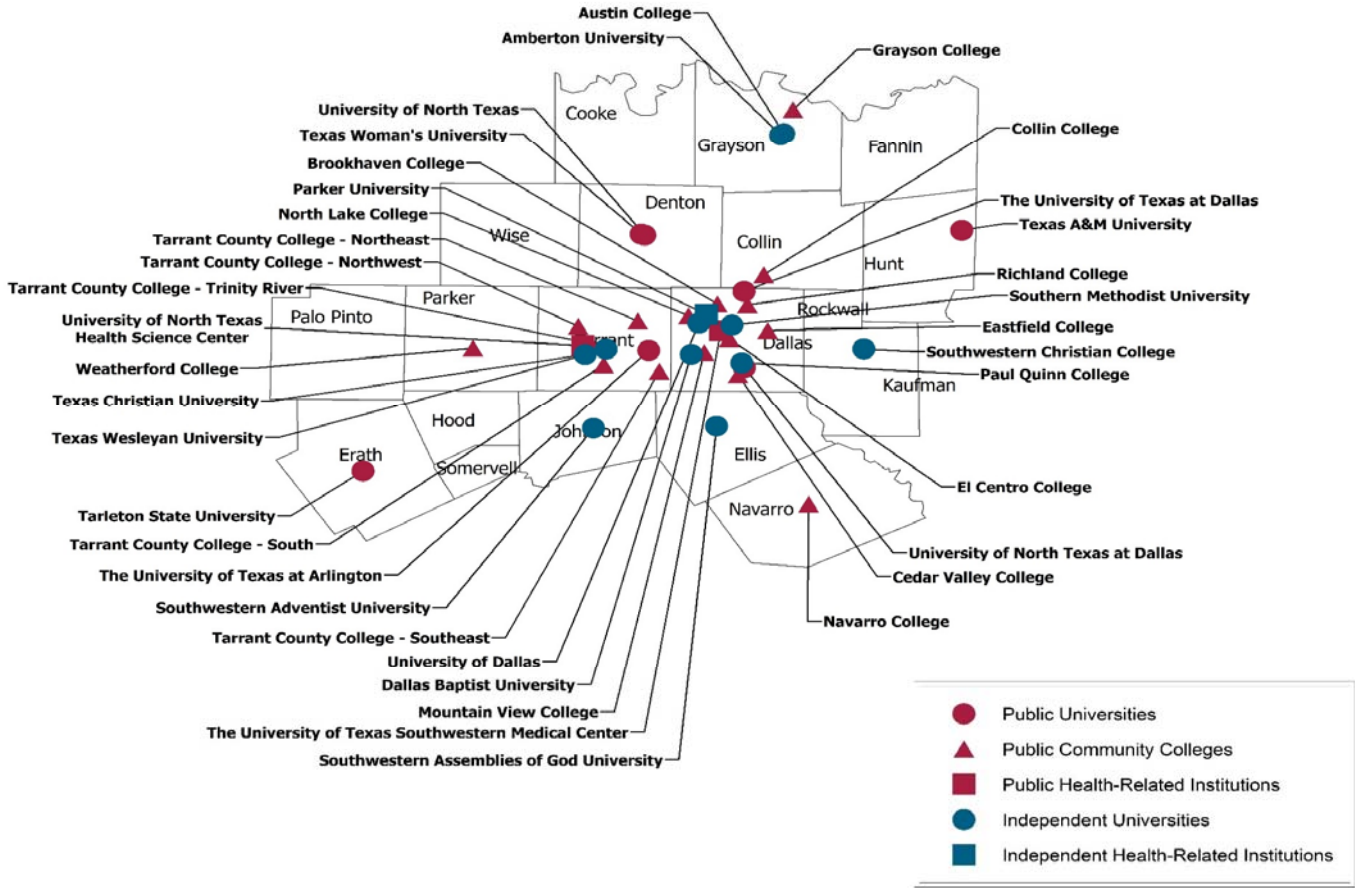 Austin College
Amberton University
Grayson College
Cooke
University of North Texas
Collin College
Texas Woman's University
Grayson
Fannin
Brookhaven College
Parker University
Denton
The University of Texas at Dallas
North Lake College
Texas A&M University
Wise
Tarrant County College - Northeast
Collin
Tarrant County College - Northwest
Hunt
Richland College
Tarrant County College - Trinity River
Parker
Southern Methodist University
Rockwall
Palo Pinto
University of North Texas
Health Science Center
Eastfield College
Dallas
Southwestern Christian College
Weatherford College
Paul Quinn College
Kaufman
Texas Christian University
Hood
Johnson
Texas Wesleyan University
Erath
Ellis
Somervell
El Centro College
Navarro
Tarleton State University
Tarrant County College - South
University of North Texas at Dallas
The University of Texas at Arlington
Cedar Valley College
Southwestern Adventist University
Navarro College
Tarrant County College - Southeast
University of Dallas
Dallas Baptist University
Mountain View College
The University of Texas Southwestern Medical Center
Southwestern Assemblies of God University
Public Universities
Public Community Colleges
Public Health-Related Institutions
Independent Universities
Independent Health-Related Institutions